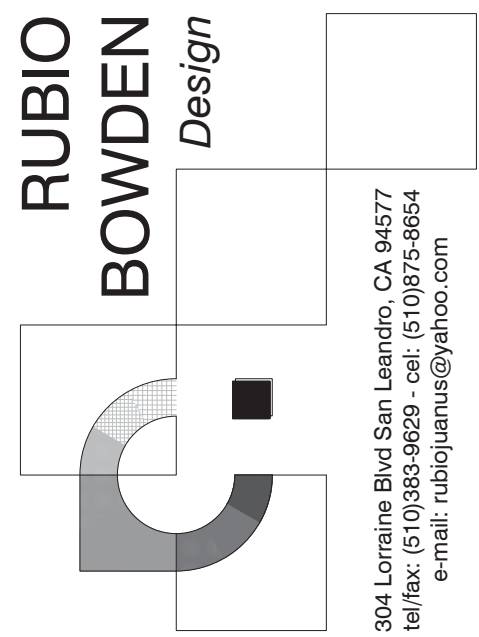 RUBIO
BOWDEN
Design
304 Lorraine Blvd San Leandro, CA 94577
tel/fax: (510)383-9629 - cel: (510)875-8654
e-mail: rubiojuanus@yahoo.com